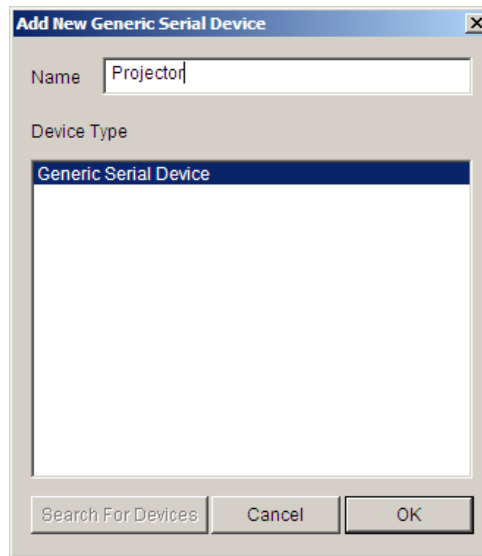 Add New Generic Serial Device
Name Projector
Device Type
Generic Serial Device
Search For Devices Cancel OK